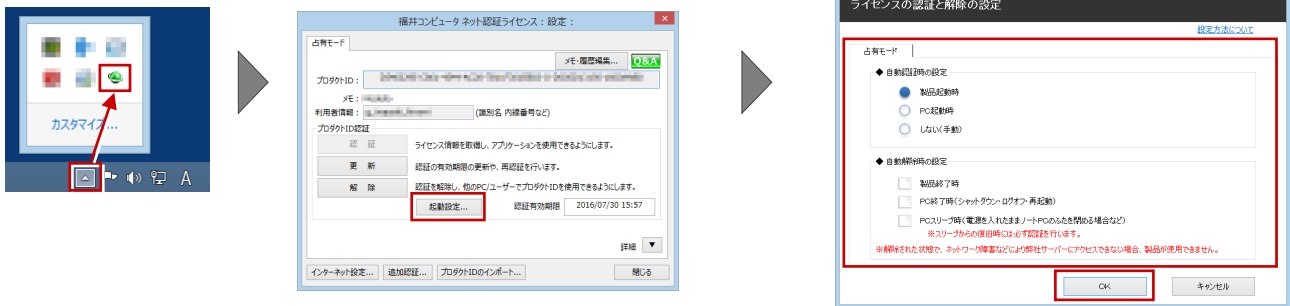 カスタマイズ...
A
福井コンピュータ ネット認証ライセンス：設定：
占有モード
メモ・履歴編集...
Q&A
プロダクトID：
メモ：
利用者情報：
(識別名 内線番号など)
プロダクトID認証
認 証
ライセンス情報を取得し、アプリケーションを使用できるようにします。
更 新
認証の有効期限の更新や、再認証を行います。
解 除
認証を解除し、他のPC/ユーザーでプロダクトIDを使用できるようにします。
起動設定...
認証有効期限
2016/07/30 15:57
詳細
インターネット設定...
追加認証...
プロダクトIDのインポート...
閉じる
ライセンスの認証と解除の設定
設定方法について
占有モード
◆ 自動認証時の設定
製品起動時
PC起動時
しない(手動)
◆ 自動解除時の設定
製品終了時
PC終了時(シャットダウン・ログオフ・再起動)
PCスリープ時(電源を入れたままノートPCのふたを閉める場合など)
※スリープからの復旧時には必ず認証を行います。
※解除された状態で、ネットワーク障害などにより弊社サーバーにアクセスできない場合、製品が使用できません。
OK
キャンセル